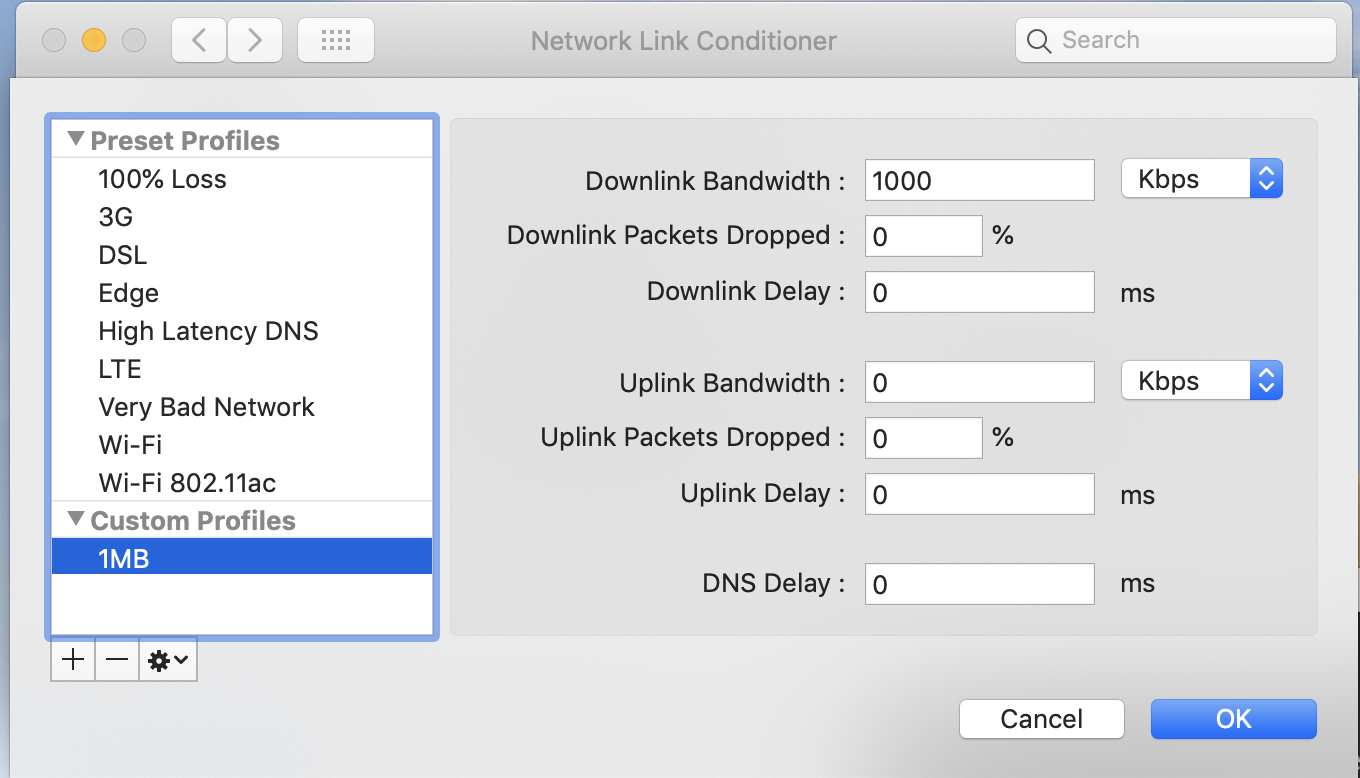 Network Link Conditioner
Search
Preset Profiles
100% Loss
3G
DSL
Edge
High Latency DNS
LTE
Very Bad Network
Wi-Fi
Wi-Fi 802.11ac
Custom Profiles
1MB
Downlink Bandwidth : 1000 Kbps
Downlink Packets Dropped : 0 %
Downlink Delay : 0 ms
Uplink Bandwidth : 0 Kbps
Uplink Packets Dropped : 0 %
Uplink Delay : 0 ms
DNS Delay : 0 ms
Cancel
OK